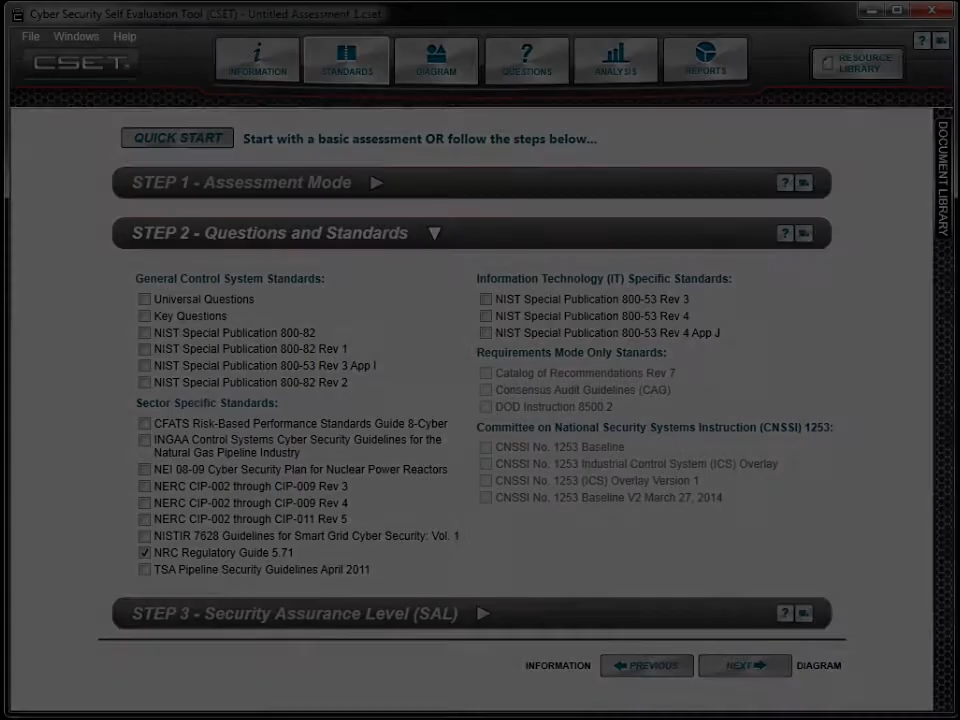 Cyber Security Self Evaluation Tool (CSET) - Untitled Assessment 1.cset
File Windows Help
CSET
INFORMATION
STANDARDS
DIAGRAM
QUESTIONS
ANALYSIS
REPORTS
RESOURCE
LIBRARY
DOCUMENT LIBRARY
QUICK START Start with a basic assessment OR follow the steps below...
STEP 1 - Assessment Mode
STEP 2 - Questions and Standards
General Control System Standards:
Universal Questions
Key Questions
NIST Special Publication 800-82
NIST Special Publication 800-82 Rev 1
NIST Special Publication 800-53 Rev 3 App I
NIST Special Publication 800-82 Rev 2
Sector Specific Standards:
CFATS Risk-Based Performance Standards Guide 8-Cyber
INGAA Control Systems Cyber Security Guidelines for the
Natural Gas Pipeline Industry
NEI 08-09 Cyber Security Plan for Nuclear Power Reactors
NERC CIP-002 through CIP-009 Rev 3
NERC CIP-002 through CIP-009 Rev 4
NERC CIP-002 through CIP-011 Rev 5
NISTIR 7628 Guidelines for Smart Grid Cyber Security: Vol. 1
NRC Regulatory Guide 5.71
TSA Pipeline Security Guidelines April 2011
Information Technology (IT) Specific Standards:
NIST Special Publication 800-53 Rev 3
NIST Special Publication 800-53 Rev 4
NIST Special Publication 800-53 Rev 4 App J
Requirements Mode Only Stanards:
Catalog of Recommendations Rev 7
Consensus Audit Guidelines (CAG)
DOD Instruction 8500.2
Committee on National Security Systems Instruction (CNSSI) 1253:
CNSSI No. 1253 Baseline
CNSSI No. 1253 Industrial Control System (ICS) Overlay
CNSSI No. 1253 (ICS) Overlay Version 1
CNSSI No. 1253 Baseline V2 March 27, 2014
STEP 3 - Security Assurance Level (SAL)
INFORMATION PREVIOUS NEXT DIAGRAM